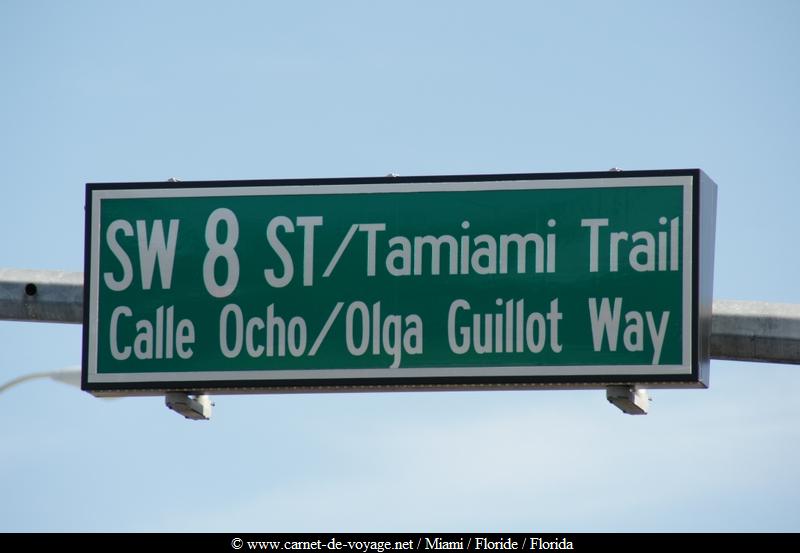 SW 8 ST/Tamiami Trail
Calle Ocho/Olga Guillot Way
© www.carnet-de-voyage.net / Miami / Floride / Florida